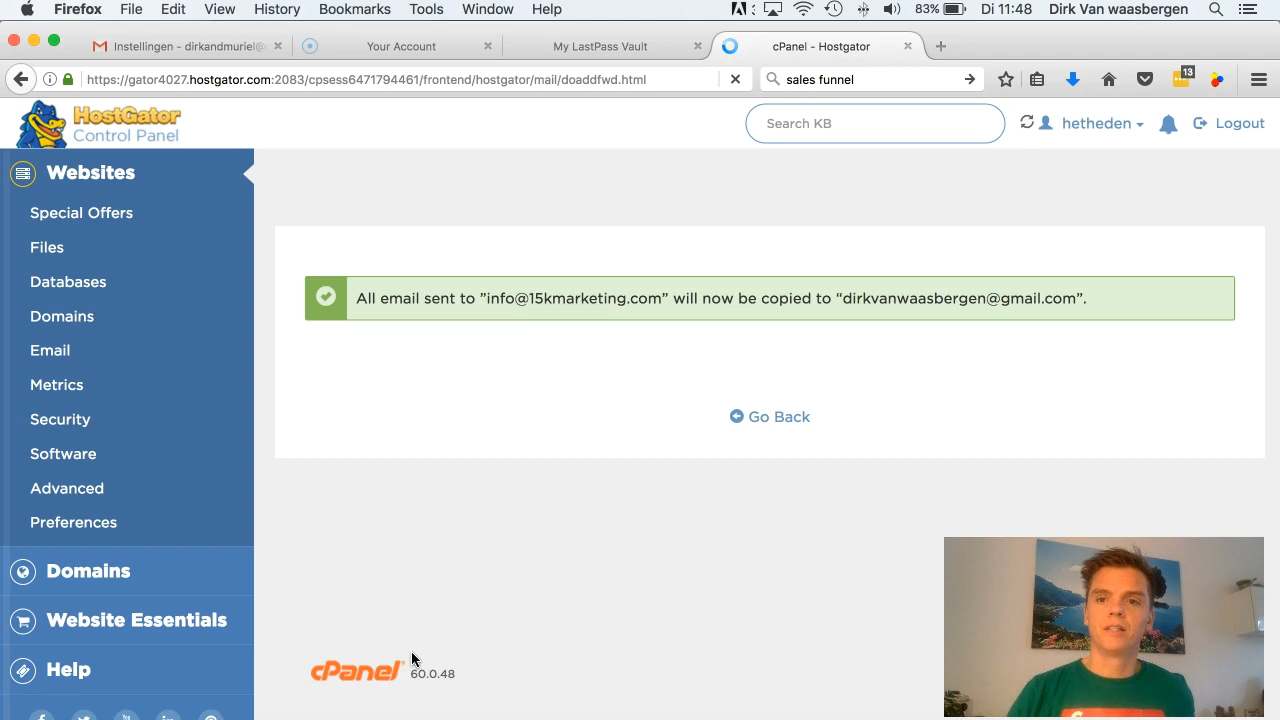 Firefox File Edit View History Bookmarks Tools Window Help 83% Di 11:48 Dirk Van waasbergen
Instellingen - dirkandmuriel@ Your Account My LastPass Vault cPanel - Hostgator
https://gator4027.hostgator.com:2083/cpsess6471794461/frontend/hostgator/mail/doaddfwd.html sales funnel 13
HostGator
Control Panel
Search KB hetheden Logout
Websites
Special Offers
Files
Databases
Domains
Email
Metrics
Security
Software
Advanced
Preferences
Domains
Website Essentials
Help
All email sent to ”info@15kmarketing.com” will now be copied to “dirkvanwaasbergen@gmail.com”.
Go Back
cPanel® 60.0.48